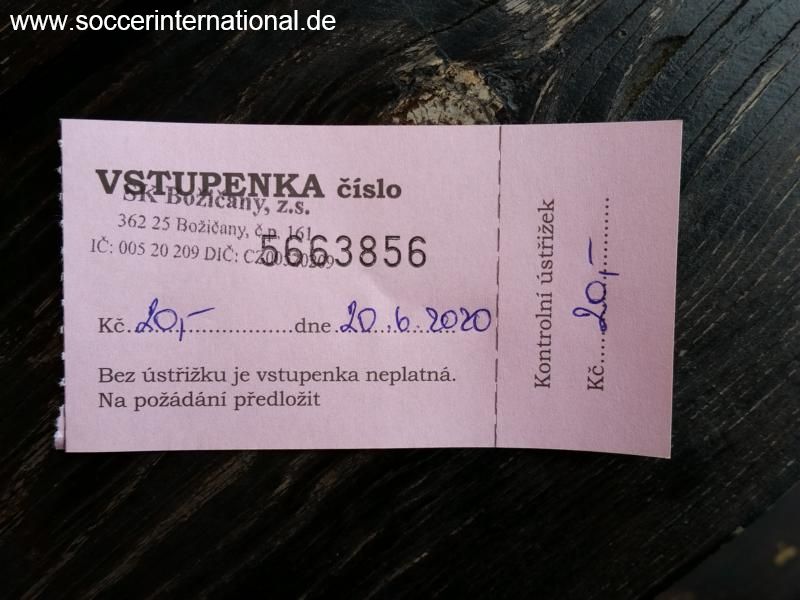 www.soccerinternational.de
VSTUPENKA číslo
SK Božičany, z.s.
362 25 Božičany, č.p. 161
IČ: 005 20 209 DIČ: CZ00520209
5663856
Kč 20,- dne 20.6.2020
Bez ústřižku je vstupenka neplatná.
Na požádání předložit
Kontrolní ústřižek
Kč 20,-